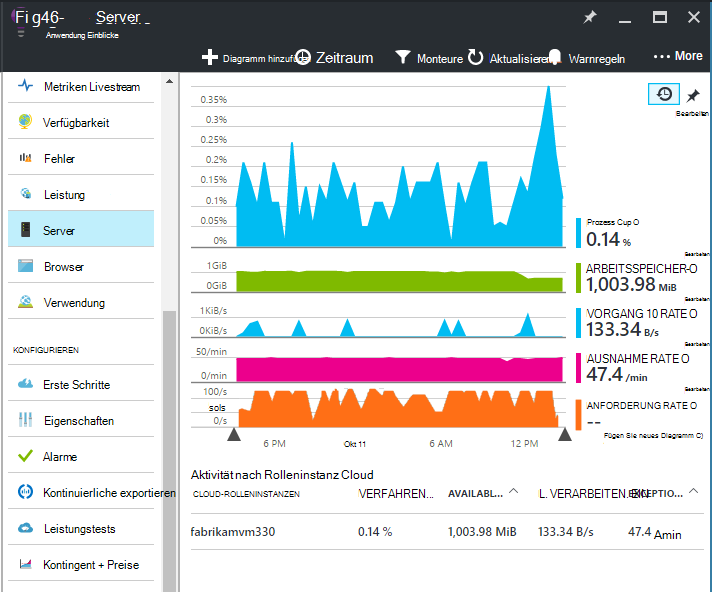 Fig46- Server
Anwendung Einblicke
Diagramm hinzufüg Zeitraum Monteure Aktualisieren Warnregeln ••• More
Metriken Livestream
Verfügbarkeit
Fehler
Leistung
Server
Browser
Verwendung
KONFIGURIEREN
Erste Schritte
Eigenschaften
Alarme
Kontinuierliche exportieren
Leistungstests
Kontingent + Preise
Bearbeiten
0.35%
0.3%
0.25%
0.2%
0.15%
0.1%
0.05%
0%
Prozess Cup O
0.14 %
Bearbeiten
1GiB
0GiB
ARBEITSSPEICHER-O
1,003.98 MiB
Bearbeiten
1KiB/s
0KiB/s
VORGANG 10 RATE O
133.34 B/s
Bearbeiten
50/min
0/min
AUSNAHME RATE O
47.4 /min
Bearbeiten
100/s
sols
0/s
ANFORDERUNG RATE O
--
Fügen Sie neues Diagramm C)
6 PM Okt 11 6 AM 12 PM
Aktivität nach Rolleninstanz Cloud
CLOUD-ROLLENINSTANZEN VERFAHREN... AVAILABL... L. VERARBEITEN. EIN EXCEPTIO...
fabrikamvm330 0.14 % 1,003.98 MiB 133.34 B/s 47.4 Amin